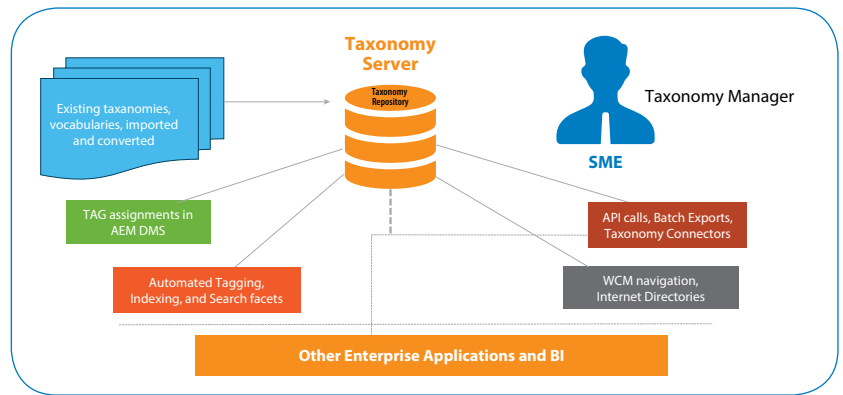 Taxonomy
Server
Taxonomy
Repository
Existing taxanomies,
vocabularies, imported
and converted
Taxonomy Manager
SME
TAG assignments in
AEM DMS
API calls, Batch Exports,
Taxonomy Connectors
Automated Tagging,
Indexing, and Search facets
WCM navigation,
Internet Directories
Other Enterprise Applications and BI